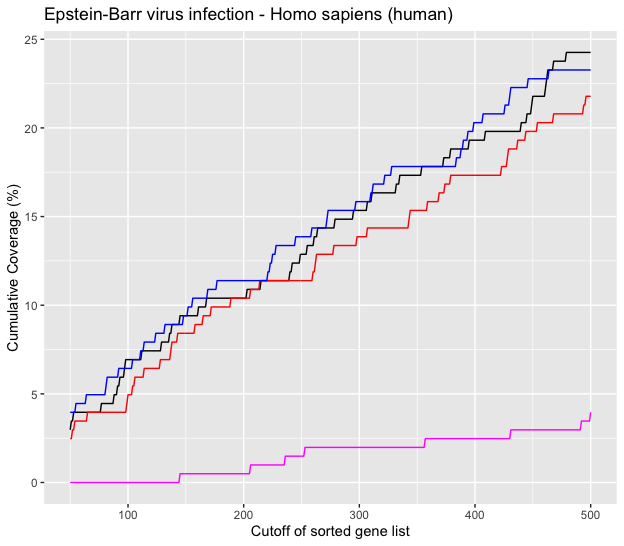 Epstein-Barr virus infection - Homo sapiens (human)
Cumulative Coverage (%)
25
20
15
10
5
0
100 200 300 400 500
Cutoff of sorted gene list